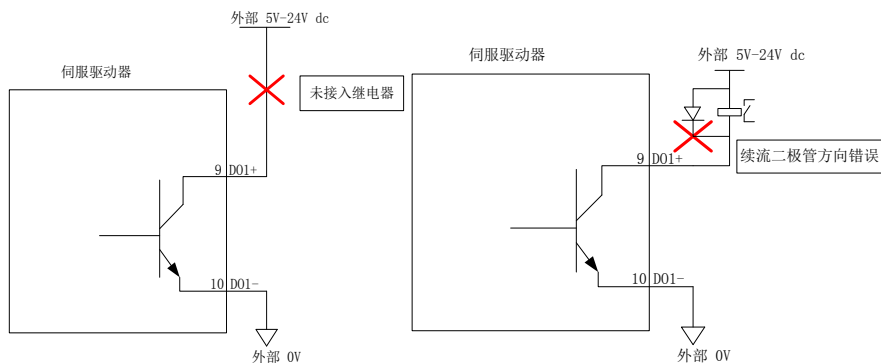 外部 5V-24V dc
伺服驱动器
未接入继电器
9 DO1+
10 DO1-
外部 0V
伺服驱动器
外部 5V-24V dc
续流二极管方向错误
9 DO1+
10 DO1-
外部 0V